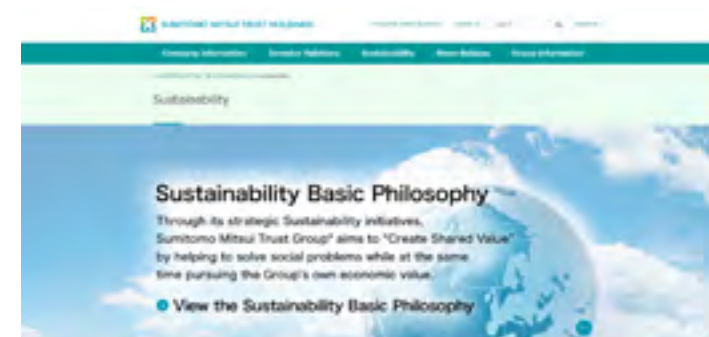 SUMITOMO MITSUI TRUST HOLDINGS
Company Information Investor Relations Sustainability News Release Group Information
Sustainability
Sustainability Basic Philosophy
Through its strategic Sustainability initiatives,
Sumitomo Mitsui Trust Group* aims to "Create Shared Value"
by helping to solve social problems while at the same
time pursuing the Group's own economic value.
View the Sustainability Basic Philosophy